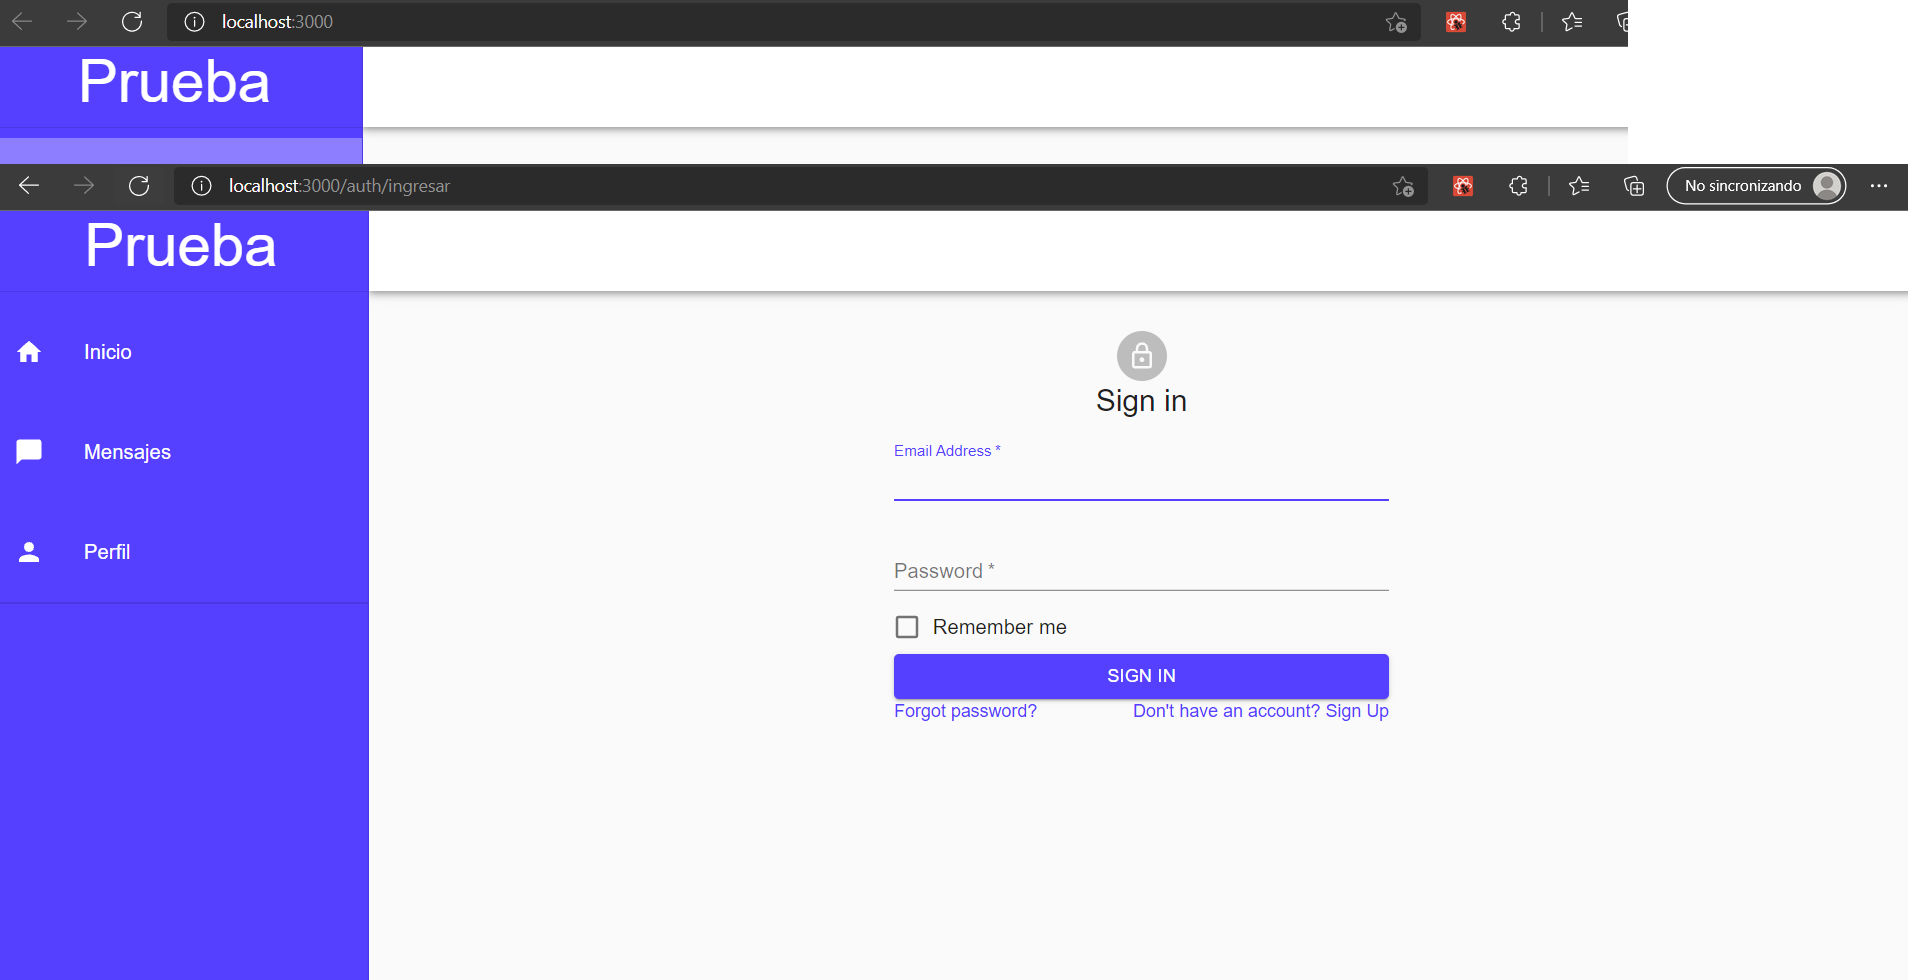 localhost:3000
Prueba
localhost:3000/auth/ingresar
No sincronizando
Prueba
Inicio
Mensajes
Perfil
Sign in
Email Address *
Password *
Remember me
SIGN IN
Forgot password?
Don't have an account? Sign Up